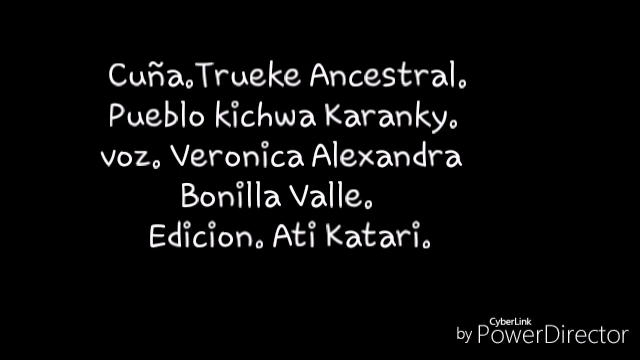 Cuña.Trueke Ancestral.
Pueblo kichwa Karanky.
voz. Veronica Alexandra
Bonilla Valle.
Edicion. Ati Katari.
CyberLink
by PowerDirector